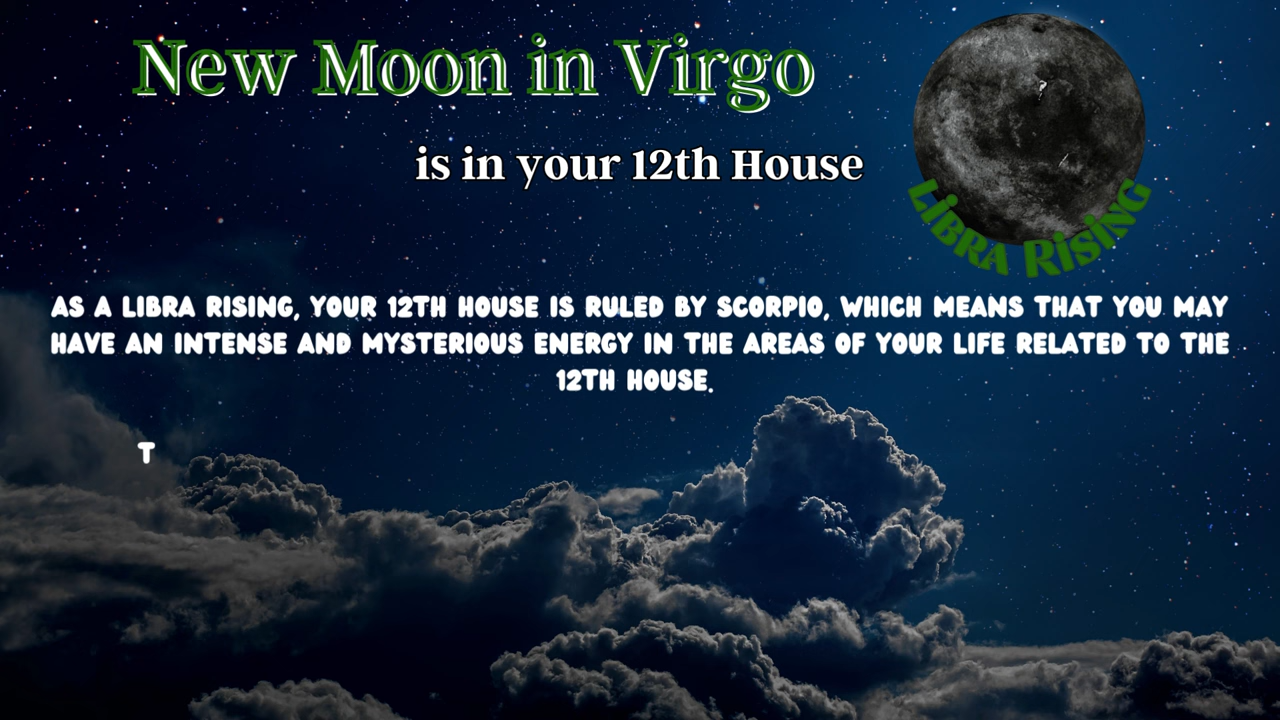 New Moon in Virgo
is in your 12th House
LiBRA RiSiNG
AS A LIBRA RISING, YOUR 12TH HOUSE IS RULED BY SCORPIO, WHICH MEANS THAT YOU MAY
HAVE AN INTENSE AND MYSTERIOUS ENERGY IN THE AREAS OF YOUR LIFE RELATED TO THE
12TH HOUSE.
T